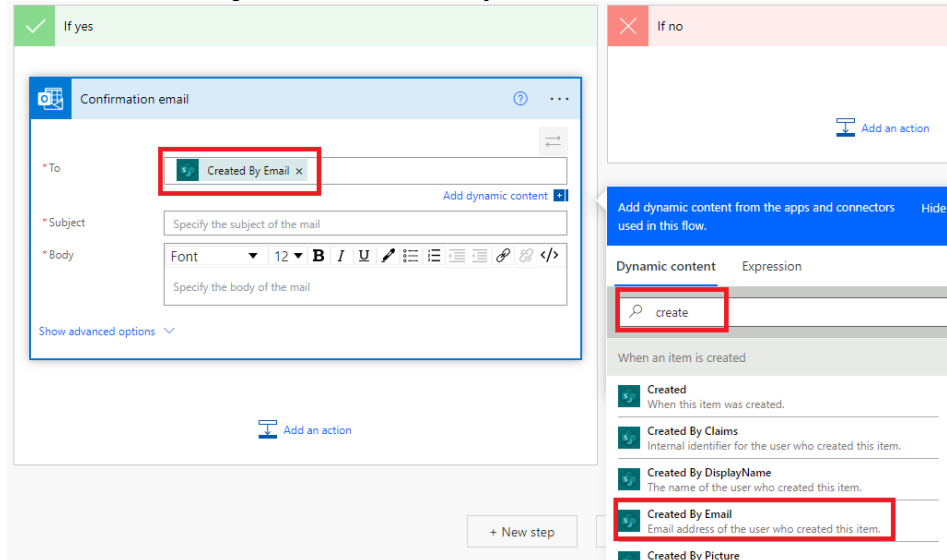 If yes
If no
Confirmation email
Add an action
*To
Created By Email ×
Add dynamic content
*Subject
Specify the subject of the mail
*Body
Font 12 B I U </>
Specify the body of the mail
Show advanced options
Add an action
+ New step
Add dynamic content from the apps and connectors
used in this flow.
Hide
Dynamic content Expression
create
When an item is created
Created
When this item was created.
Created By Claims
Internal identifier for the user who created this item.
Created By DisplayName
The name of the user who created this item.
Created By Email
Email address of the user who created this item.
Created By Picture